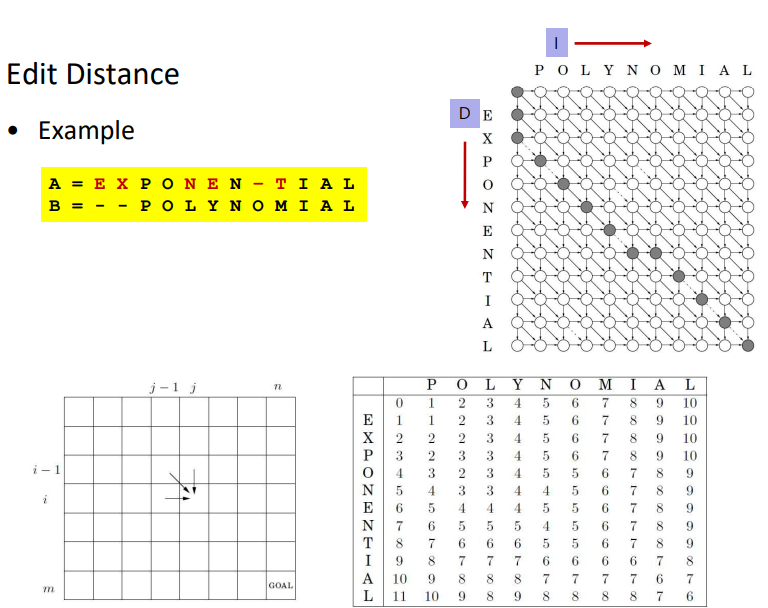 I
P O L Y N O M I A L
Edit Distance
D
E
X
P
O
N
E
N
T
I
A
L
• Example
A = E X P O N E N - T I A L
B = - - P O L Y N O M I A L
j − 1 j n
i − 1
i
m
GOAL
P O L Y N O M I A L
0 1 2 3 4 5 6 7 8 9 10
E 1 1 2 3 4 5 6 7 8 9 10
X 2 2 2 3 4 5 6 7 8 9 10
P 3 2 3 3 4 5 6 7 8 9 10
O 4 3 2 3 4 5 5 6 7 8 9
N 5 4 3 3 4 4 5 6 7 8 9
E 6 5 4 4 4 5 5 6 7 8 9
N 7 6 5 5 5 4 5 6 7 8 9
T 8 7 6 6 6 5 5 6 7 8 9
I 9 8 7 7 7 6 6 6 6 7 8
A 10 9 8 8 8 7 7 7 7 6 7
L 11 10 9 8 9 8 8 8 8 7 6